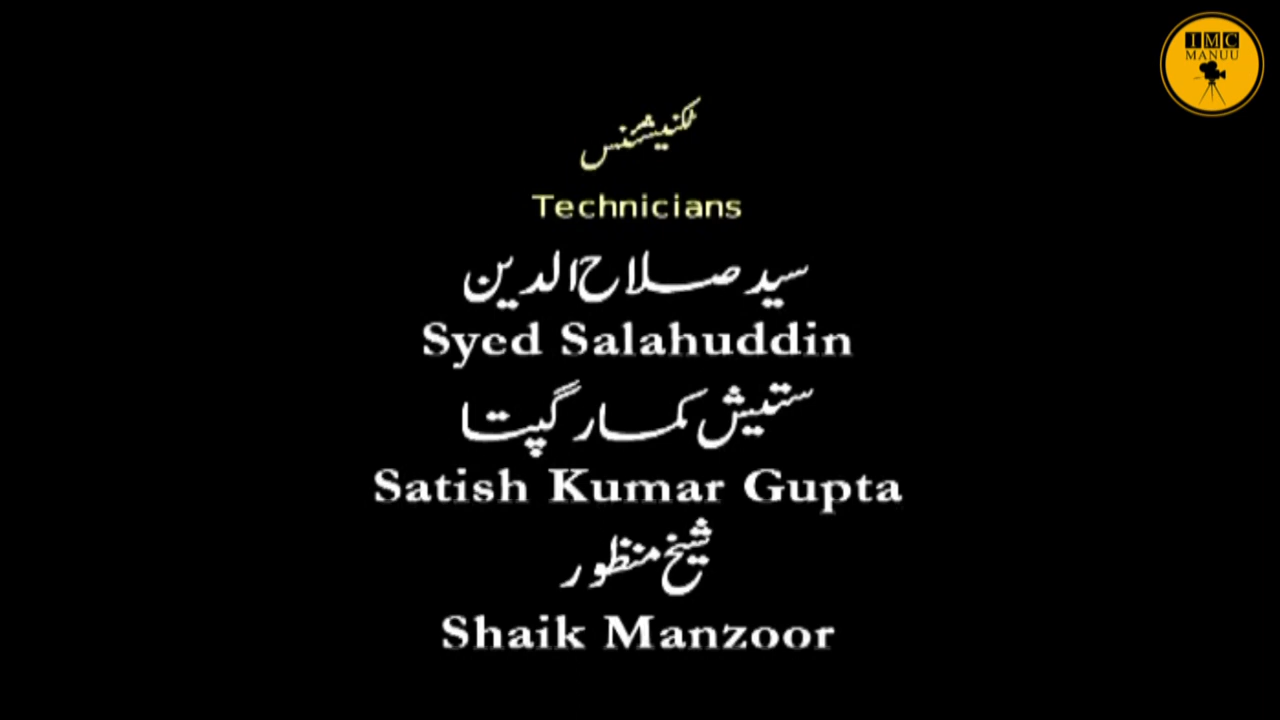 IMC
MANUU
ٹکنیشنس
Technicians
سید صلاح الدین
Syed Salahuddin
ستیش کمار گپتا
Satish Kumar Gupta
شیخ منظور
Shaik Manzoor